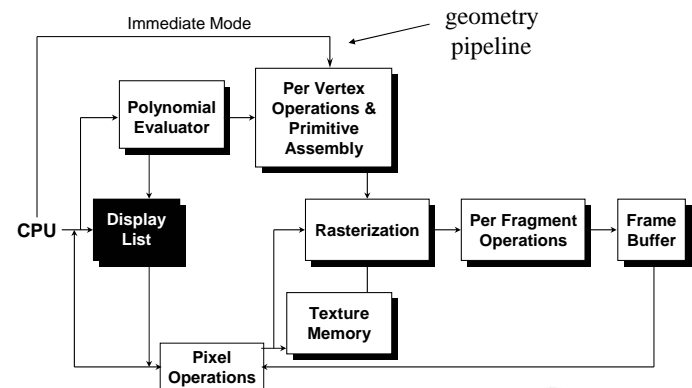 Immediate Mode
geometry
pipeline
Polynomial
Evaluator
Per Vertex
Operations &
Primitive
Assembly
CPU
Display
List
Rasterization
Per Fragment
Operations
Frame
Buffer
Texture
Memory
Pixel
Operations